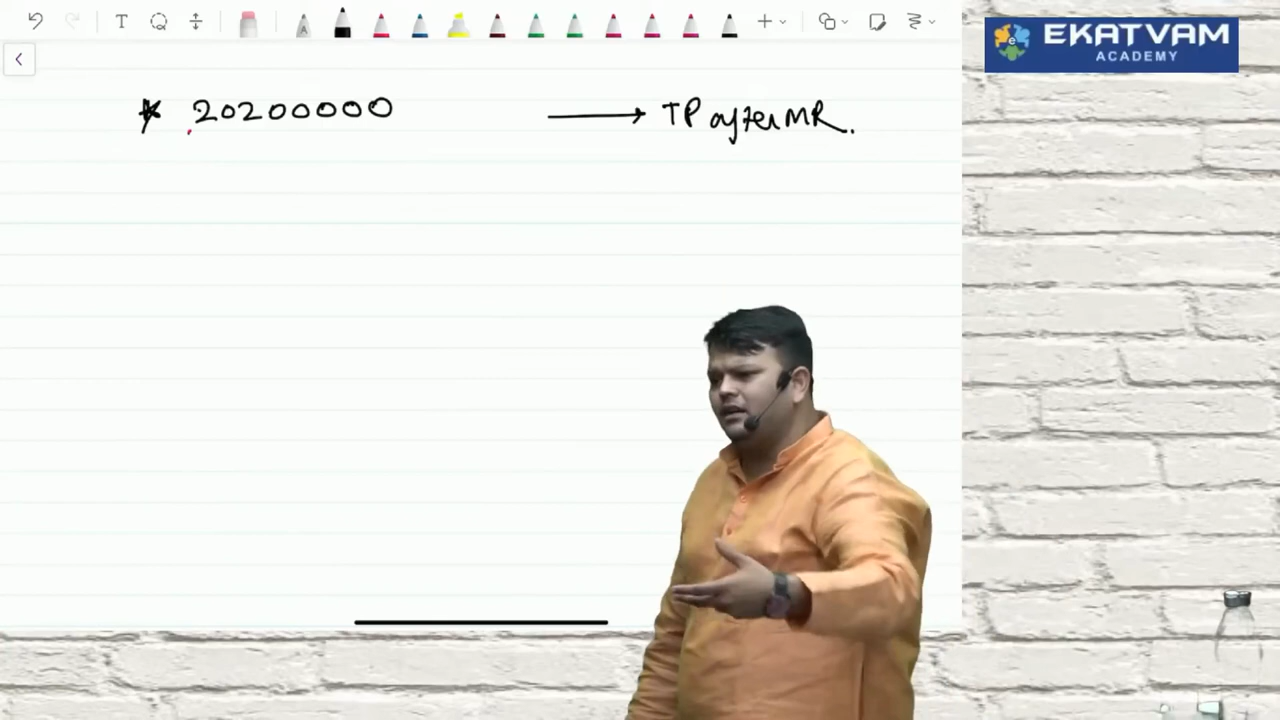 * 20200000 → TP after MR.
EKATVAM
ACADEMY